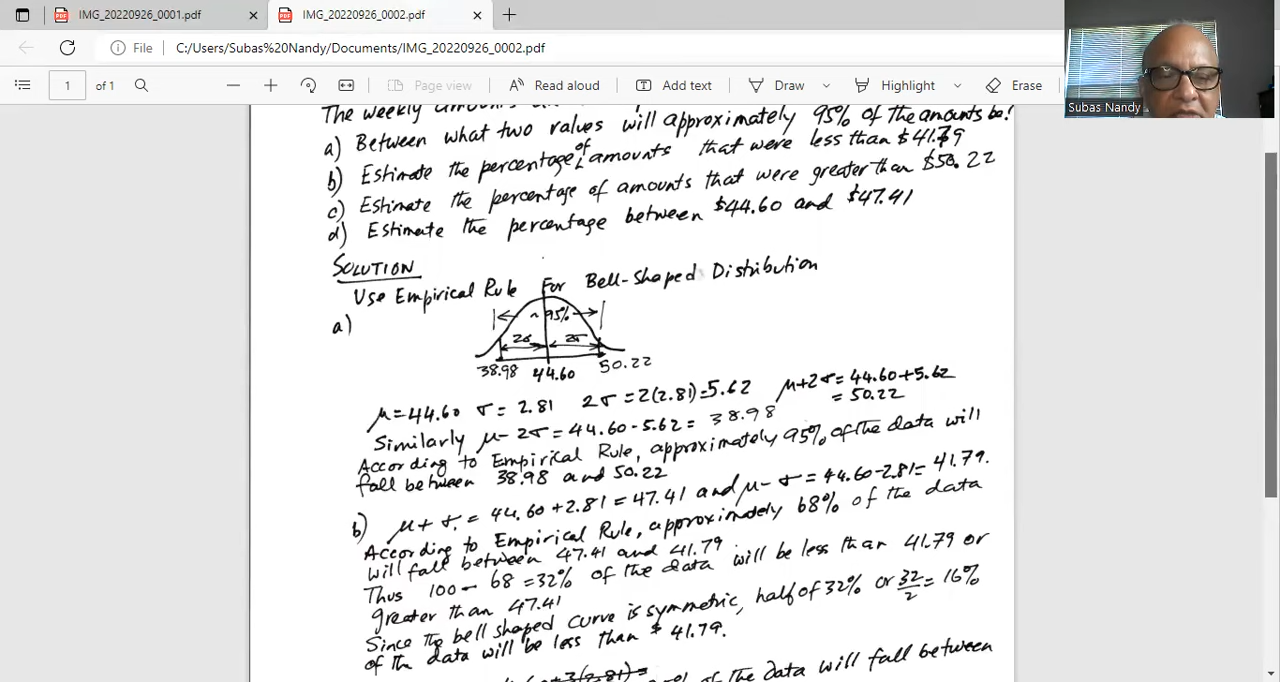 IMG_20220926_0001.pdf
IMG_20220926_0002.pdf
File
C:/Users/Subas%20Nandy/Documents/IMG_20220926_0002.pdf
1
of 1
Page view
Read aloud
Add text
Draw
Highlight
Erase
Subas Nandy
The weekly amounts
a) Between what two values will approximately 95% of the amounts be?
b) Estimate the percentage of amounts that were less than $41.79
c) Estimate the percentage of amounts that were greater than $50.22
d) Estimate the percentage between $44.60 and $47.41
SOLUTION
Use Empirical Rule For Bell-Shaped Distribution
a)
~95%
2σ 2σ
38.98 44.60 50.22
μ=44.60 σ = 2.81 2σ = 2(2.81)=5.62 μ+2σ= 44.60+5.62
= 50.22
Similarly μ- 2σ = 44.60-5.62= 38.98
According to Empirical Rule, approximately 95% of the data will
fall between 38.98 and 50.22
b) μ+ σ. = 44.60 +2.81 = 47.41 and μ- σ = 44.60-2.81= 41.79.
According to Empirical Rule, approximately 68% of the data
will fall between 47.41 and 41.79
Thus 100 - 68 =32% of the data will be less than 41.79 or
greater than 47.41
Since the bell shaped curve is symmetric, half of 32% or 32/2 = 16%
of the data will be less than $ 41.79.
+3(2.81)=
of the data will fall between